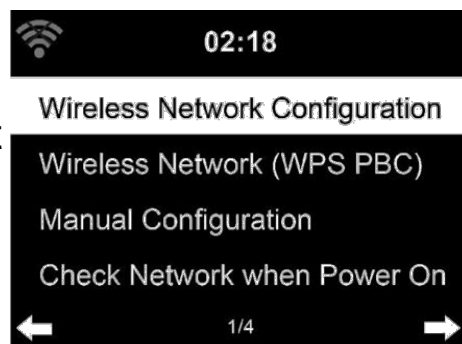 02:18
Wireless Network Configuration
Wireless Network (WPS PBC)
Manual Configuration
Check Network when Power On
1/4